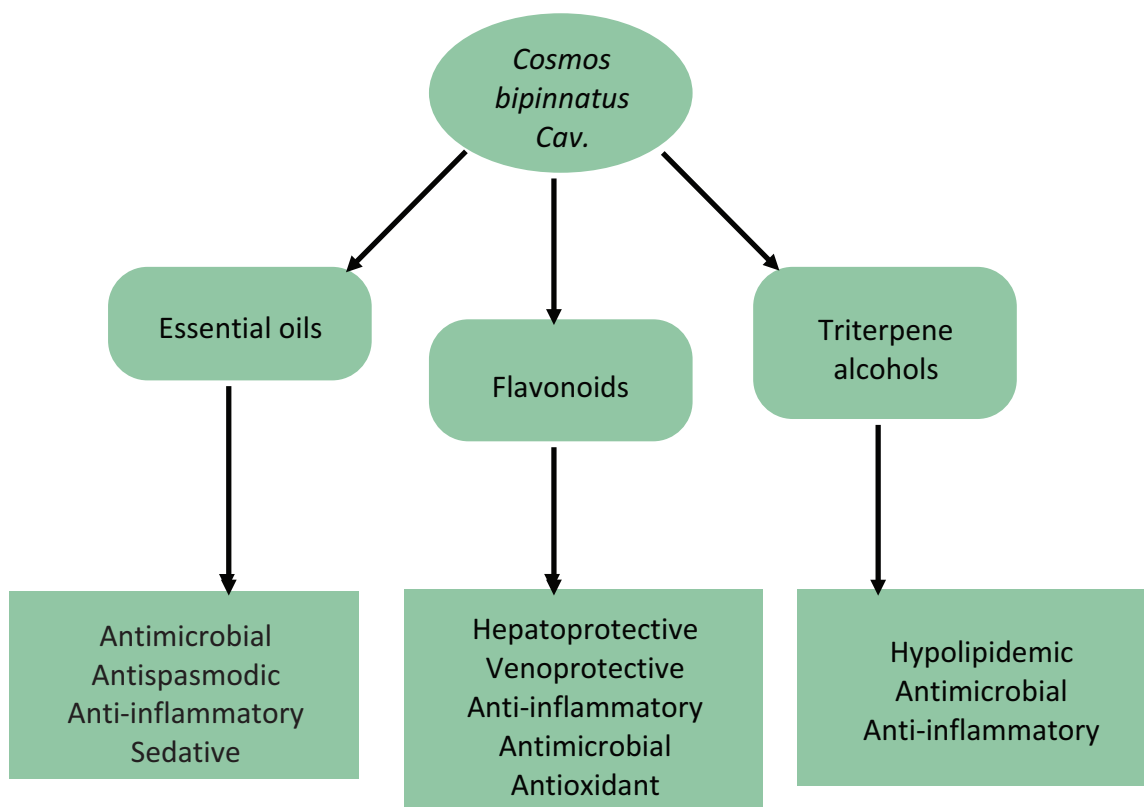 Cosmos
bipinnatus
Cav.
Essential oils
Flavonoids
Triterpene
alcohols
Antimicrobial
Antispasmodic
Anti-inflammatory
Sedative
Hepatoprotective
Venoprotective
Anti-inflammatory
Antimicrobial
Antioxidant
Hypolipidemic
Antimicrobial
Anti-inflammatory